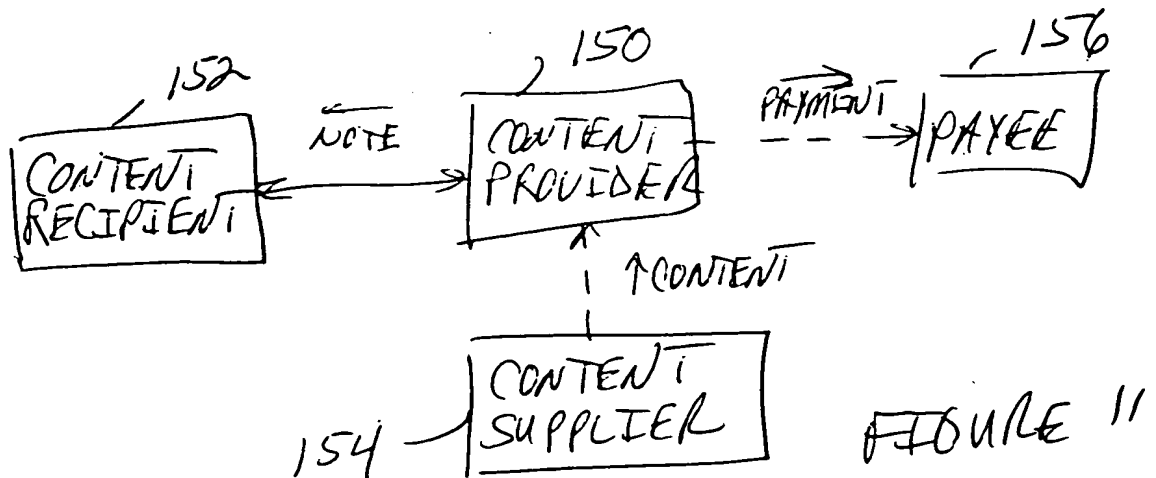 152
150
156
CONTENT
RECIPIENT
NOTE
CONTENT
PROVIDER
PAYMENT
PAYEE
↑CONTENT
CONTENT
SUPPLIER
154
FIGURE 11